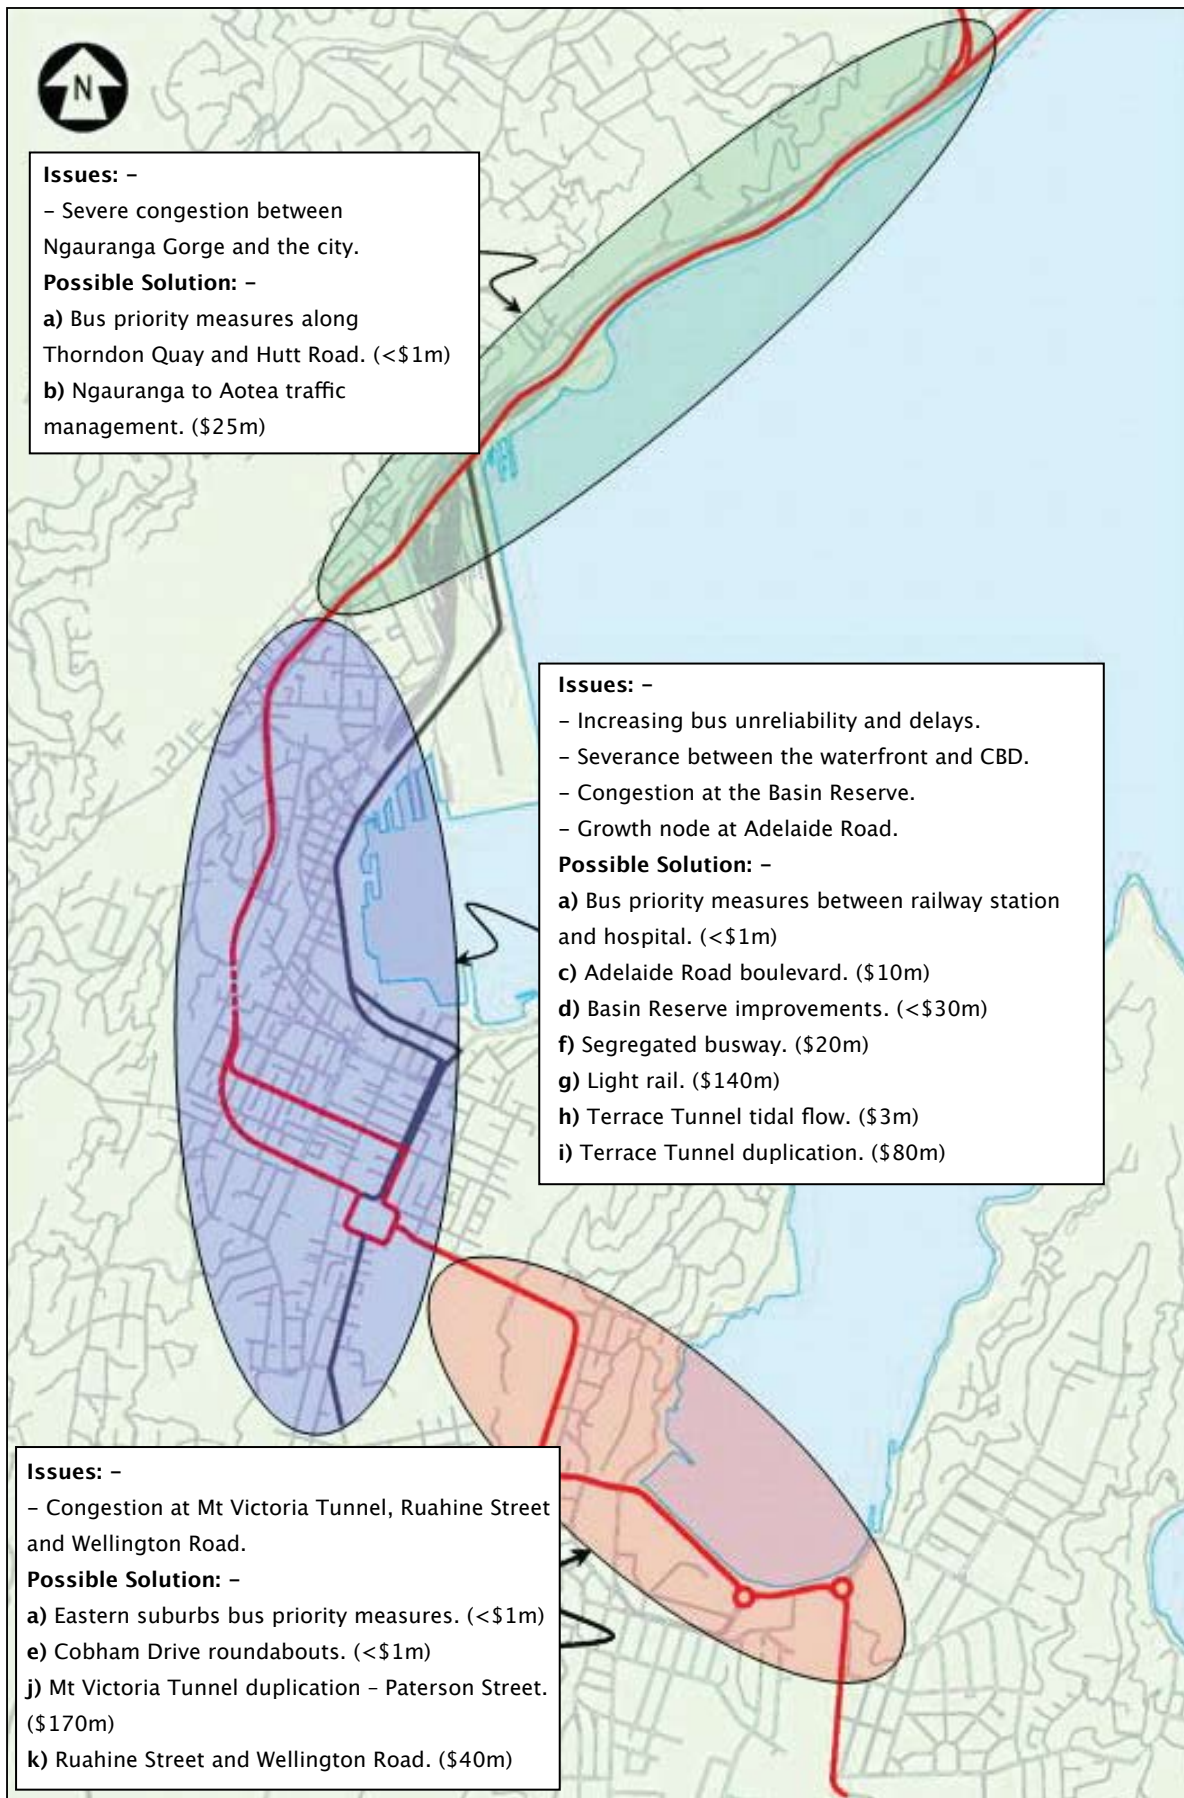 N
Issues: –
– Severe congestion between
Ngauranga Gorge and the city.
Possible Solution: –
a) Bus priority measures along
Thorndon Quay and Hutt Road. (<$1m)
b) Ngauranga to Aotea traffic
management. ($25m)
Issues: –
– Increasing bus unreliability and delays.
– Severance between the waterfront and CBD.
– Congestion at the Basin Reserve.
– Growth node at Adelaide Road.
Possible Solution: –
a) Bus priority measures between railway station
and hospital. (<$1m)
c) Adelaide Road boulevard. ($10m)
d) Basin Reserve improvements. (<$30m)
f) Segregated busway. ($20m)
g) Light rail. ($140m)
h) Terrace Tunnel tidal flow. ($3m)
i) Terrace Tunnel duplication. ($80m)
Issues: –
– Congestion at Mt Victoria Tunnel, Ruahine Street
and Wellington Road.
Possible Solution: –
a) Eastern suburbs bus priority measures. (<$1m)
e) Cobham Drive roundabouts. (<$1m)
j) Mt Victoria Tunnel duplication – Paterson Street.
($170m)
k) Ruahine Street and Wellington Road. ($40m)